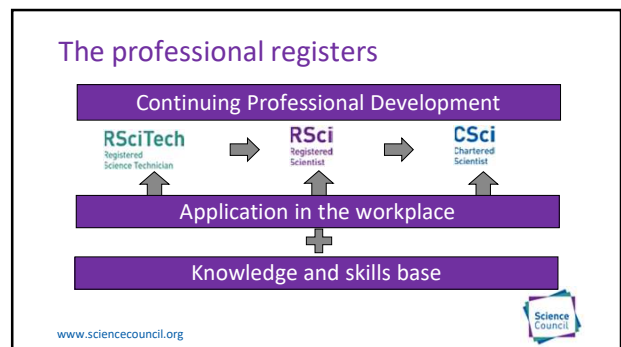 The professional registers
Continuing Professional Development
RSciTech
Registered
Science Technician
RSci
Registered
Scientist
CSci
Chartered
Scientist
Application in the workplace
Knowledge and skills base
www.sciencecouncil.org
Science
Council